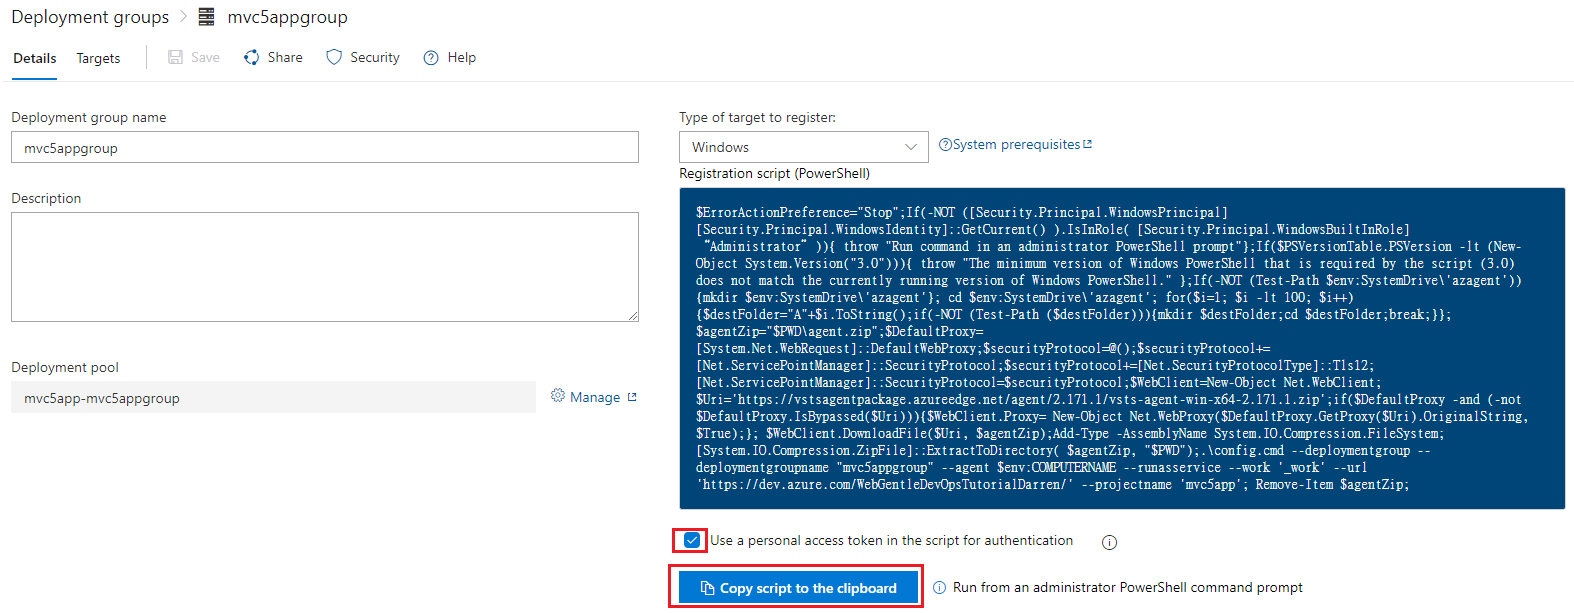 Deployment groups > mvc5appgroup
Details Targets Save Share Security Help
Deployment group name
mvc5appgroup
Description
Deployment pool
mvc5app-mvc5appgroup
Manage
Type of target to register:
Windows
System prerequisites
Registration script (PowerShell)
$ErrorActionPreference="Stop";If(-NOT ([Security.Principal.WindowsPrincipal]
[Security.Principal.WindowsIdentity]::GetCurrent() ).IsInRole( [Security.Principal.WindowsBuiltInRole]
“Administrator” )){ throw "Run command in an administrator PowerShell prompt"};If($PSVersionTable.PSVersion -lt (New-
Object System.Version("3.0"))){ throw "The minimum version of Windows PowerShell that is required by the script (3.0)
does not match the currently running version of Windows PowerShell." };If(-NOT (Test-Path $env:SystemDrive\'azagent'))
{mkdir $env:SystemDrive\'azagent'}; cd $env:SystemDrive\'azagent'; for($i=1; $i -lt 100; $i++)
{$destFolder="A"+$i.ToString();if(-NOT (Test-Path ($destFolder))){mkdir $destFolder;cd $destFolder;break;}};
$agentZip="$PWD\agent.zip";$DefaultProxy=
[System.Net.WebRequest]::DefaultWebProxy;$securityProtocol=@();$securityProtocol+=
[Net.ServicePointManager]::SecurityProtocol;$securityProtocol+=[Net.SecurityProtocolType]::Tls12;
[Net.ServicePointManager]::SecurityProtocol=$securityProtocol;$WebClient=New-Object Net.WebClient;
$Uri='https://vstsagentpackage.azureedge.net/agent/2.171.1/vsts-agent-win-x64-2.171.1.zip';if($DefaultProxy -and (-not
$DefaultProxy.IsBypassed($Uri))){$WebClient.Proxy= New-Object Net.WebProxy($DefaultProxy.GetProxy($Uri).OriginalString,
$True);}; $WebClient.DownloadFile($Uri, $agentZip);Add-Type -AssemblyName System.IO.Compression.FileSystem;
[System.IO.Compression.ZipFile]::ExtractToDirectory( $agentZip, "$PWD");.\config.cmd --deploymentgroup --
deploymentgroupname "mvc5appgroup" --agent $env:COMPUTERNAME --runasservice --work '_work' --url
'https://dev.azure.com/WebGentleDevOpsTutorialDarren/' --projectname 'mvc5app'; Remove-Item $agentZip;
Use a personal access token in the script for authentication
Copy script to the clipboard
Run from an administrator PowerShell command prompt